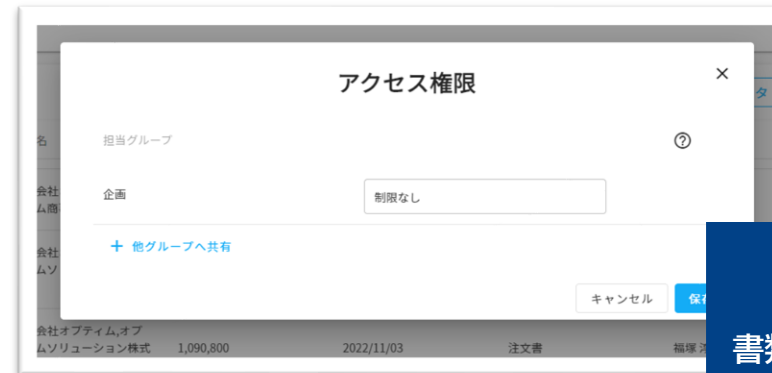 アクセス権限
×
タ
名
担当グループ
会社
ム商
企画
制限なし
会社
ムソ
+ 他グループへ共有
キャンセル
保存
会社オプティム,オプ
ムソリューション株式
1,090,800
2022/11/03
注文書
福塚
書類